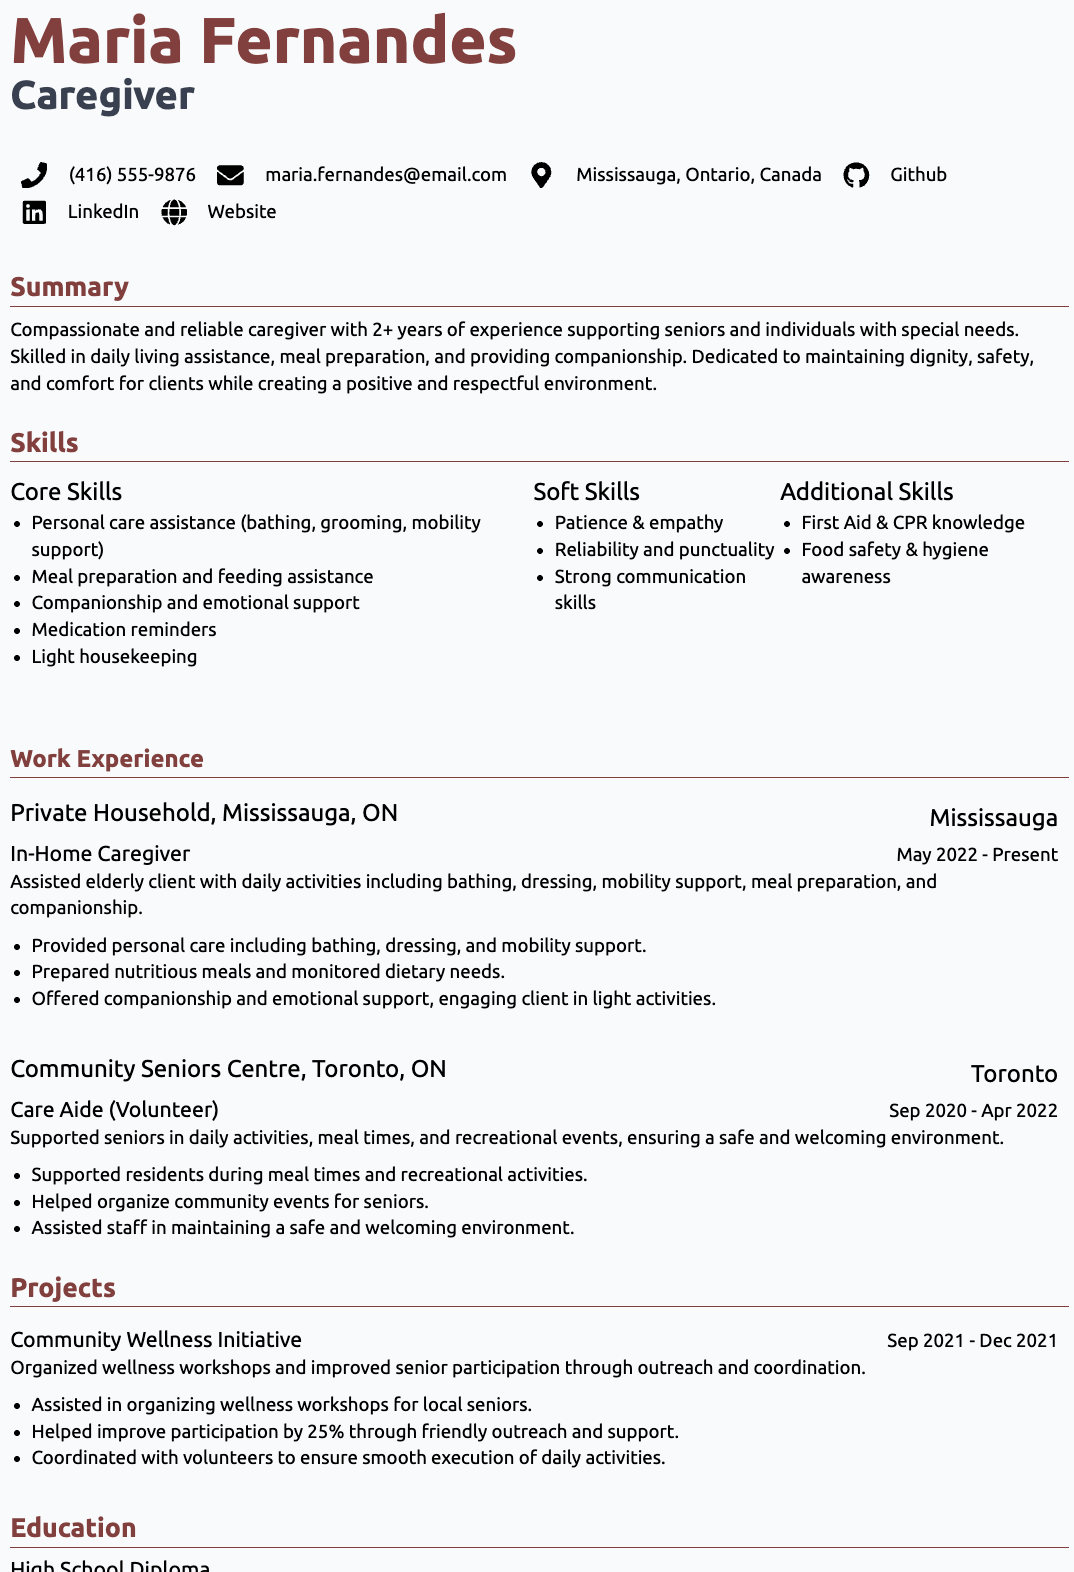 Maria Fernandes
Caregiver
(416) 555-9876 maria.fernandes@email.com Mississauga, Ontario, Canada Github
LinkedIn Website
Summary
Compassionate and reliable caregiver with 2+ years of experience supporting seniors and individuals with special needs.
Skilled in daily living assistance, meal preparation, and providing companionship. Dedicated to maintaining dignity, safety,
and comfort for clients while creating a positive and respectful environment.
Skills
Core Skills
• Personal care assistance (bathing, grooming, mobility
support)
• Meal preparation and feeding assistance
• Companionship and emotional support
• Medication reminders
• Light housekeeping
Soft Skills
• Patience & empathy
• Reliability and punctuality
• Strong communication
skills
Additional Skills
• First Aid & CPR knowledge
• Food safety & hygiene
awareness
Work Experience
Private Household, Mississauga, ON Mississauga
In-Home Caregiver May 2022 - Present
Assisted elderly client with daily activities including bathing, dressing, mobility support, meal preparation, and
companionship.
• Provided personal care including bathing, dressing, and mobility support.
• Prepared nutritious meals and monitored dietary needs.
• Offered companionship and emotional support, engaging client in light activities.
Community Seniors Centre, Toronto, ON Toronto
Care Aide (Volunteer) Sep 2020 - Apr 2022
Supported seniors in daily activities, meal times, and recreational events, ensuring a safe and welcoming environment.
• Supported residents during meal times and recreational activities.
• Helped organize community events for seniors.
• Assisted staff in maintaining a safe and welcoming environment.
Projects
Community Wellness Initiative Sep 2021 - Dec 2021
Organized wellness workshops and improved senior participation through outreach and coordination.
• Assisted in organizing wellness workshops for local seniors.
• Helped improve participation by 25% through friendly outreach and support.
• Coordinated with volunteers to ensure smooth execution of daily activities.
Education
High School Diploma